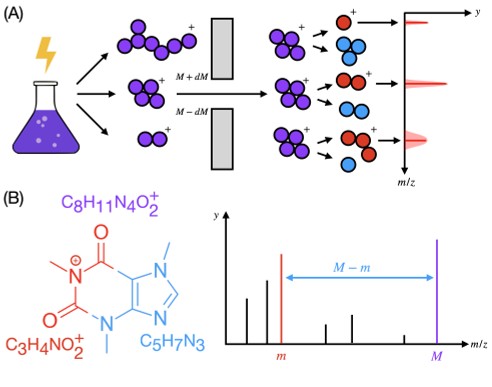 (A)
+
+
+
M + dM
M − dM
+
+
+
+
+
+
y
m/z
(B)
C₈H₁₁N₄O₂⁺
O
⊕
N
O
N
N
N
C₃H₄NO₂⁺
C₅H₇N₃
y
M − m
m
M
m/z